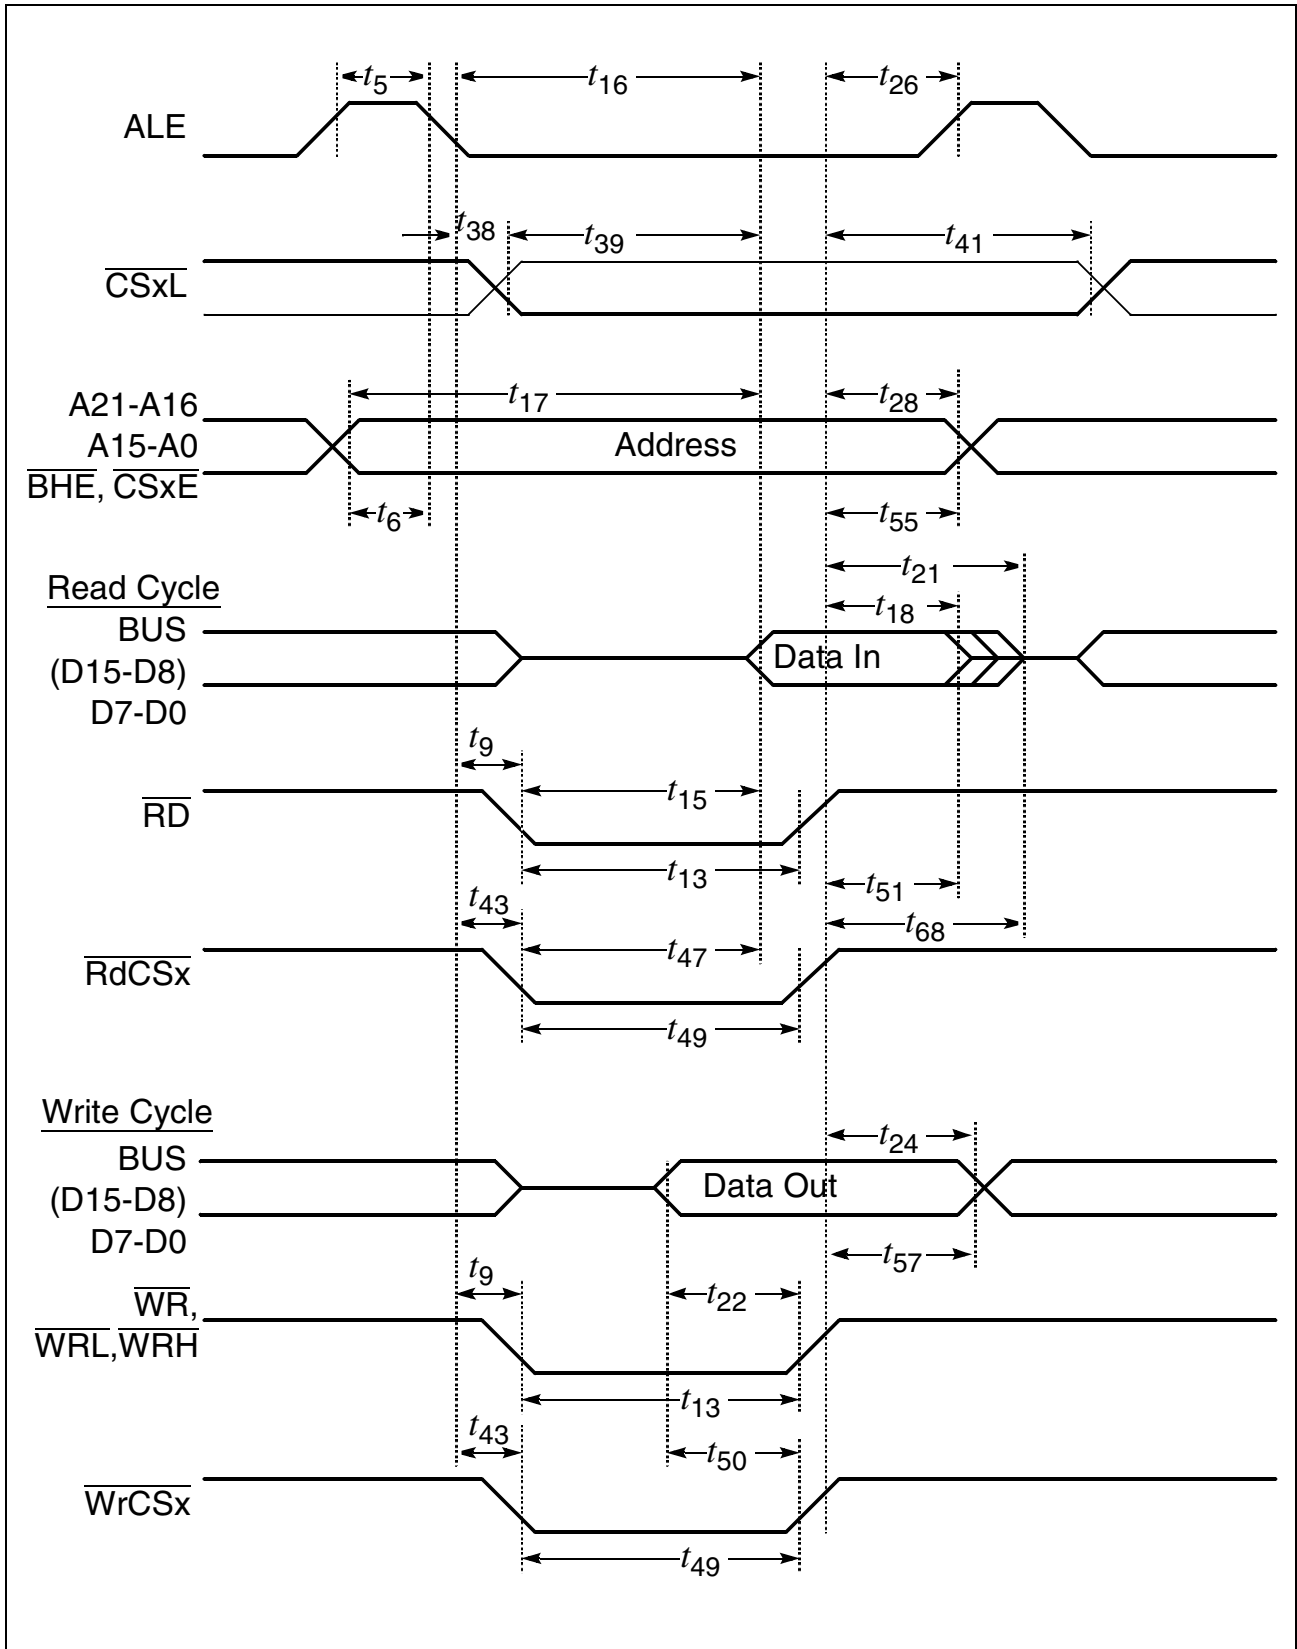 t5 t16 t26
ALE
t38 t39 t41
CSxL
t17 t28
A21-A16
A15-A0
Address
BHE, CSxE
t6 t55
t21
Read Cycle
t18
BUS
(D15-D8)
Data In
D7-D0
t9
t15
RD
t13 t51
t43 t68
t47
RdCSx
t49
Write Cycle
t24
BUS
(D15-D8)
Data Out
D7-D0
t57
t9 t22
WR,
WRL,WRH
t13
t43 t50
WrCSx
t49